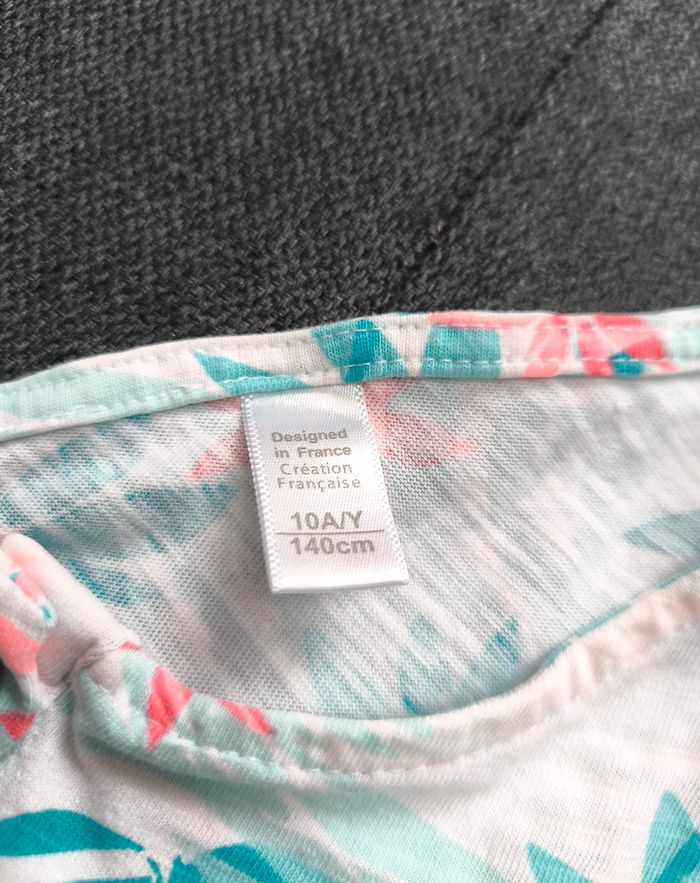 Designed
in France
Création
Française
10A/Y
140cm